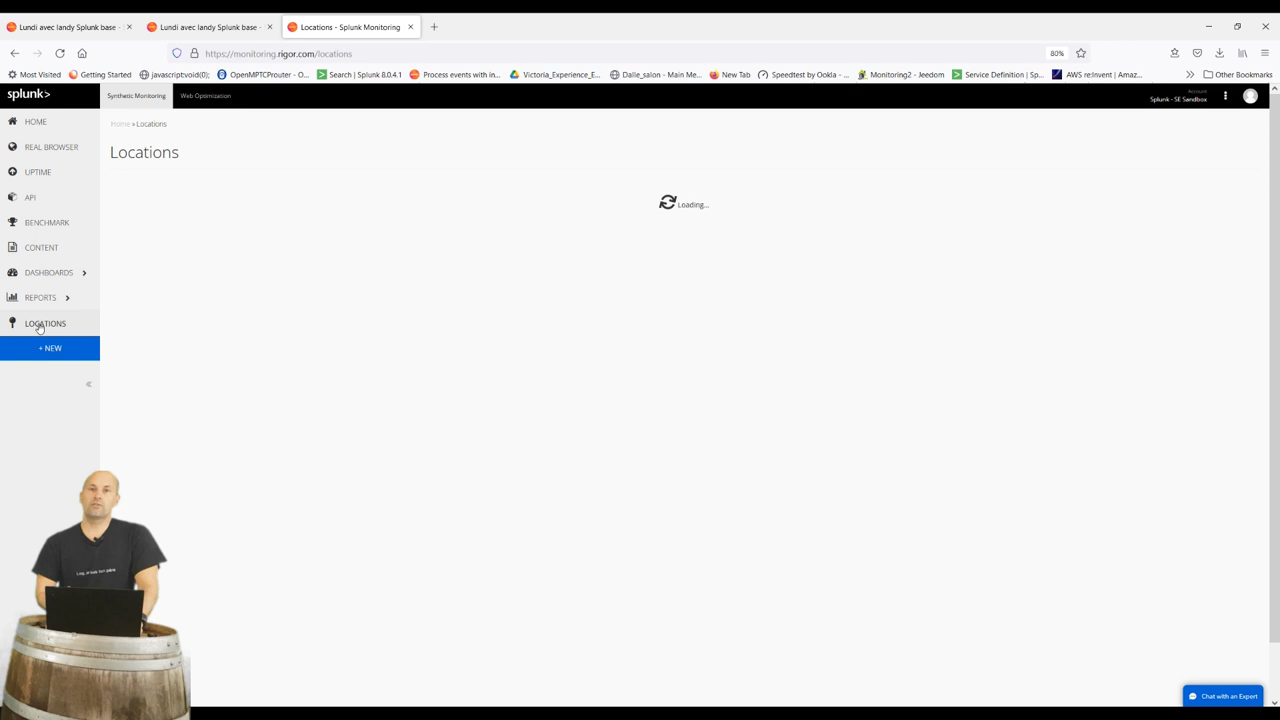 Lundi avec landy Splunk base -
Lundi avec landy Splunk base -
Locations - Splunk Monitoring
https://monitoring.rigor.com/locations
80%
Most Visited
Getting Started
javascript:void(0);
OpenMPTCProuter - O...
Search | Splunk 8.0.4.1
Process events with in...
Victoria_Experience_E...
Dalle_salon - Main Me...
New Tab
Speedtest by Ookla - ...
Monitoring2 - Jeedom
Service Definition | Sp...
AWS re:Invent | Amaz...
Other Bookmarks
splunk>
Synthetic Monitoring
Web Optimization
Account
Splunk - SE Sandbox
HOME
REAL BROWSER
UPTIME
API
BENCHMARK
CONTENT
DASHBOARDS
REPORTS
LOCATIONS
+ NEW
Home » Locations
Locations
Loading...
Chat with an Expert